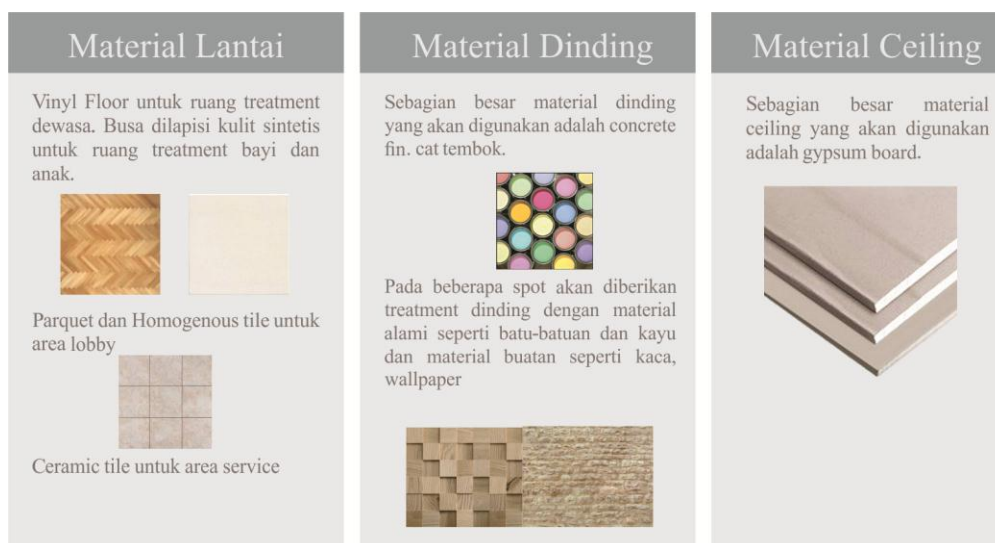 Material Lantai
Vinyl Floor untuk ruang treatment
dewasa. Busa dilapisi kulit sintetis
untuk ruang treatment bayi dan
anak.
Parquet dan Homogenous tile untuk
area lobby
Ceramic tile untuk area service
Material Dinding
Sebagian besar material dinding
yang akan digunakan adalah concrete
fin. cat tembok.
Pada beberapa spot akan diberikan
treatment dinding dengan material
alami seperti batu-batuan dan kayu
dan material buatan seperti kaca,
wallpaper
Material Ceiling
Sebagian besar material
ceiling yang akan digunakan
adalah gypsum board.